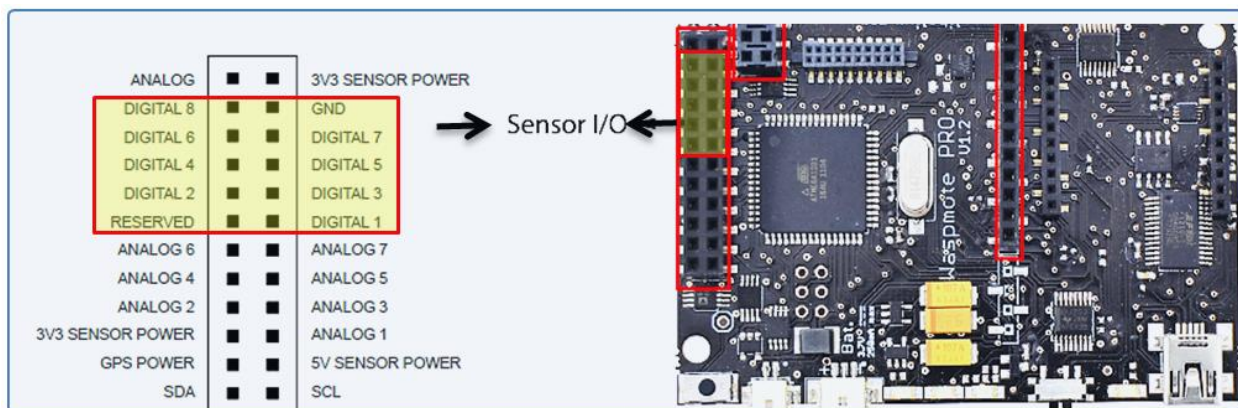 ANALOG 3V3 SENSOR POWER
DIGITAL 8 GND
DIGITAL 6 DIGITAL 7
DIGITAL 4 DIGITAL 5
DIGITAL 2 DIGITAL 3
RESERVED DIGITAL 1
ANALOG 6 ANALOG 7
ANALOG 4 ANALOG 5
ANALOG 2 ANALOG 3
3V3 SENSOR POWER ANALOG 1
GPS POWER 5V SENSOR POWER
SDA SCL
Sensor I/O
Waspmote PRO
V1.2
Bat.